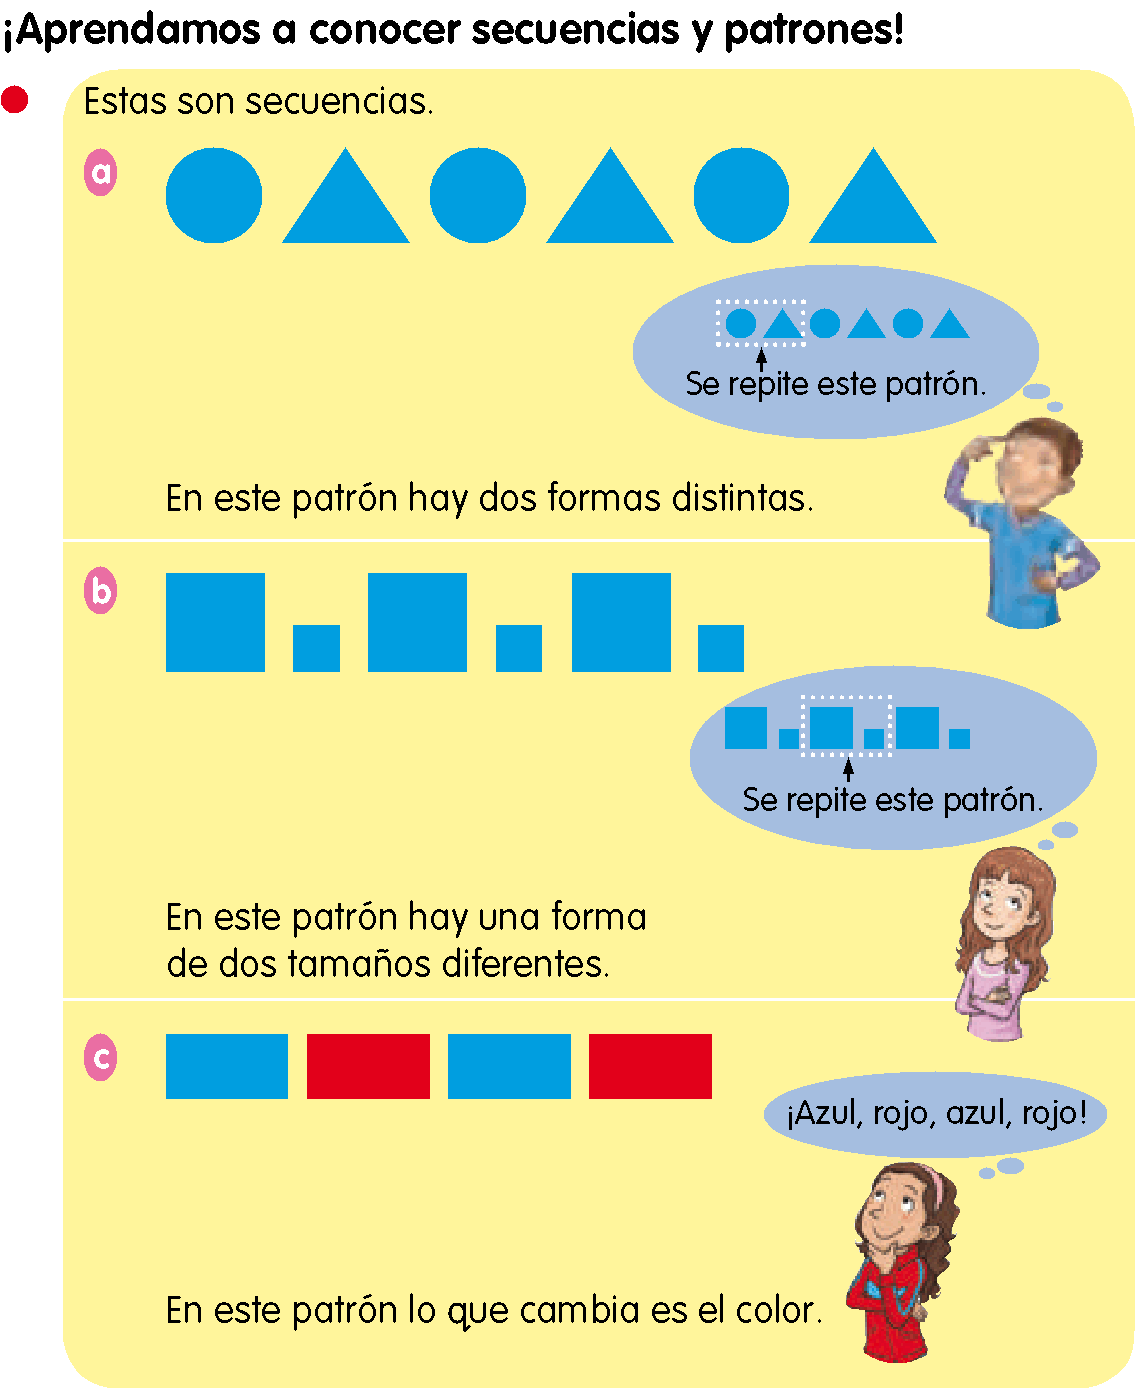 ¡Aprendamos a conocer secuencias y patrones!
Estas son secuencias.
a
Se repite este patrón.
En este patrón hay dos formas distintas.
b
Se repite este patrón.
En este patrón hay una forma
de dos tamaños diferentes.
c
¡Azul, rojo, azul, rojo!
En este patrón lo que cambia es el color.